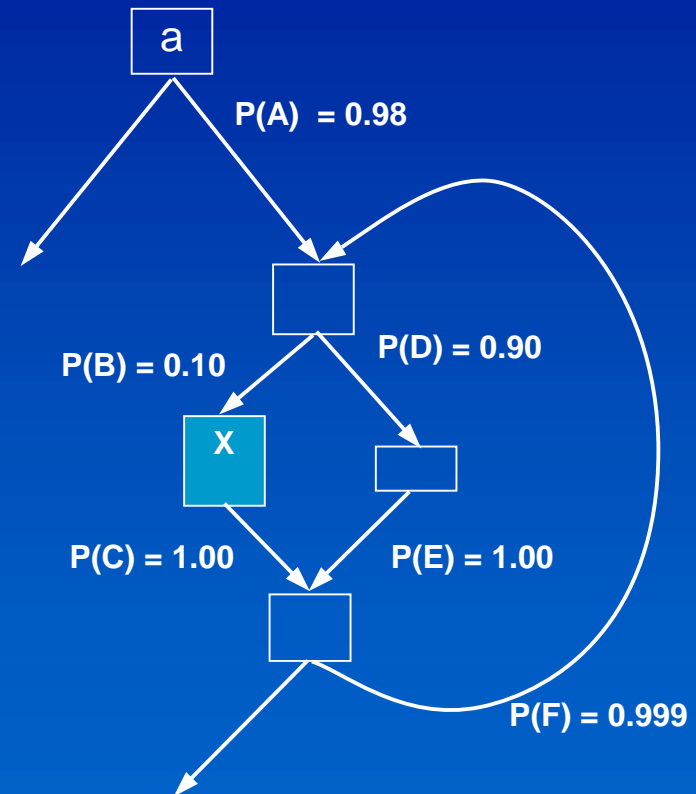 a
P(A) = 0.98
P(B) = 0.10
P(D) = 0.90
X
P(C) = 1.00
P(E) = 1.00
P(F) = 0.999